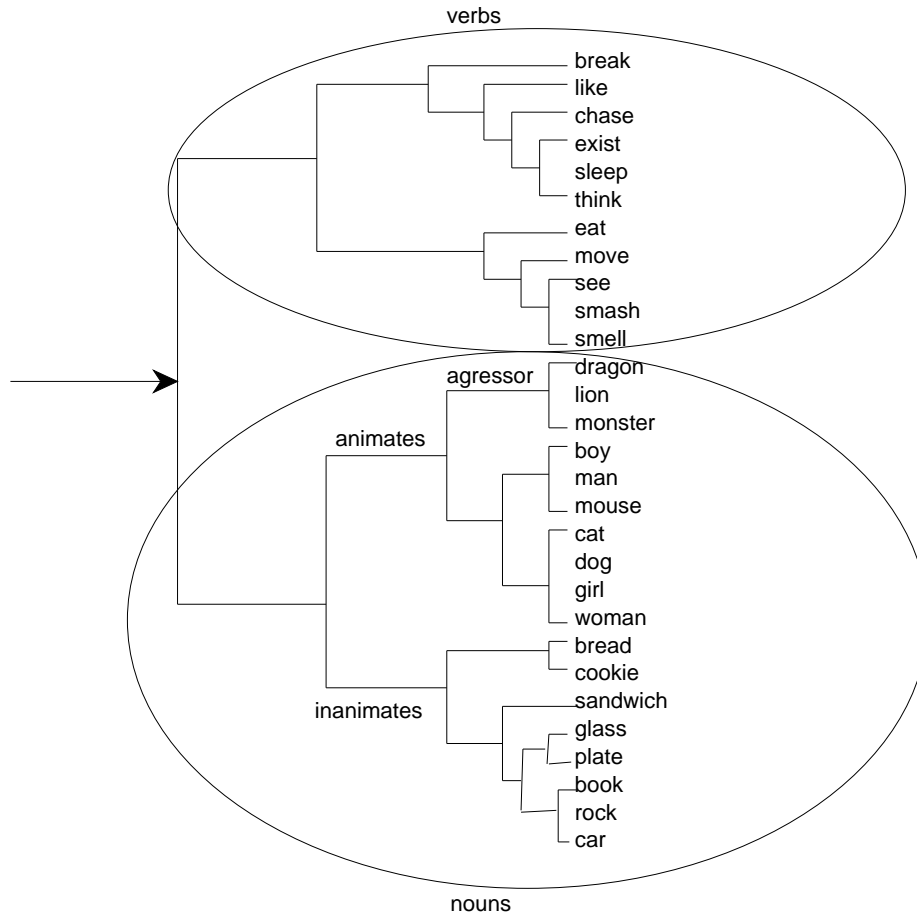 verbs
break
like
chase
exist
sleep
think
eat
move
see
smash
smell
dragon
agressor
lion
monster
animates
boy
man
mouse
cat
dog
girl
woman
bread
cookie
sandwich
inanimates
glass
plate
book
rock
car
nouns